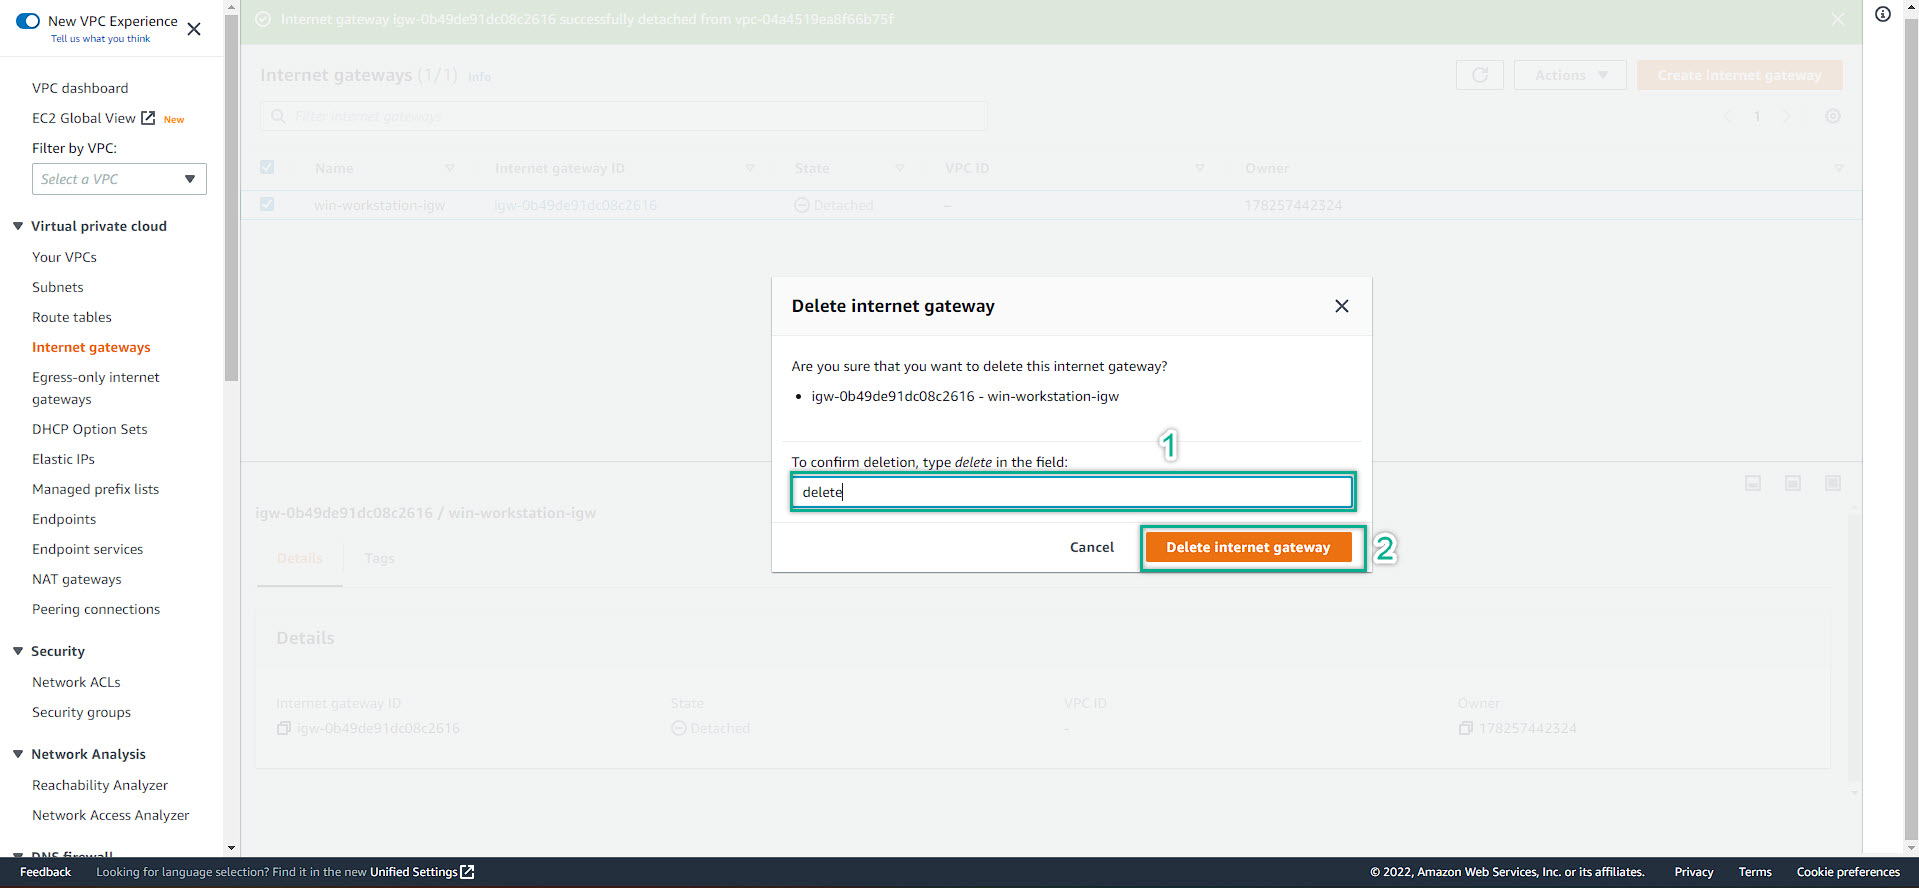 New VPC Experience
Tell us what you think
VPC dashboard
EC2 Global View New
Filter by VPC:
Select a VPC
Virtual private cloud
Your VPCs
Subnets
Route tables
Internet gateways
Egress-only internet
gateways
DHCP Option Sets
Elastic IPs
Managed prefix lists
Endpoints
Endpoint services
NAT gateways
Peering connections
Security
Network ACLs
Security groups
Network Analysis
Reachability Analyzer
Network Access Analyzer
DNS firewall
Internet gateway igw-0b49de91dc08c2616 successfully detached from vpc-04a4519ea8f66b75f
Internet gateways (1/1) Info
Actions
Create internet gateway
Filter internet gateways
1
Name Internet gateway ID State VPC ID Owner
win-workstation-igw igw-0b49de91dc08c2616 Detached – 178257442324
Delete internet gateway
Are you sure that you want to delete this internet gateway?
• igw-0b49de91dc08c2616 - win-workstation-igw
1
To confirm deletion, type delete in the field:
delete
Cancel
Delete internet gateway
2
igw-0b49de91dc08c2616 / win-workstation-igw
Details Tags
Details
Internet gateway ID State VPC ID Owner
igw-0b49de91dc08c2616 Detached - 178257442324
Feedback Looking for language selection? Find it in the new Unified Settings © 2022, Amazon Web Services, Inc. or its affiliates. Privacy Terms Cookie preferences